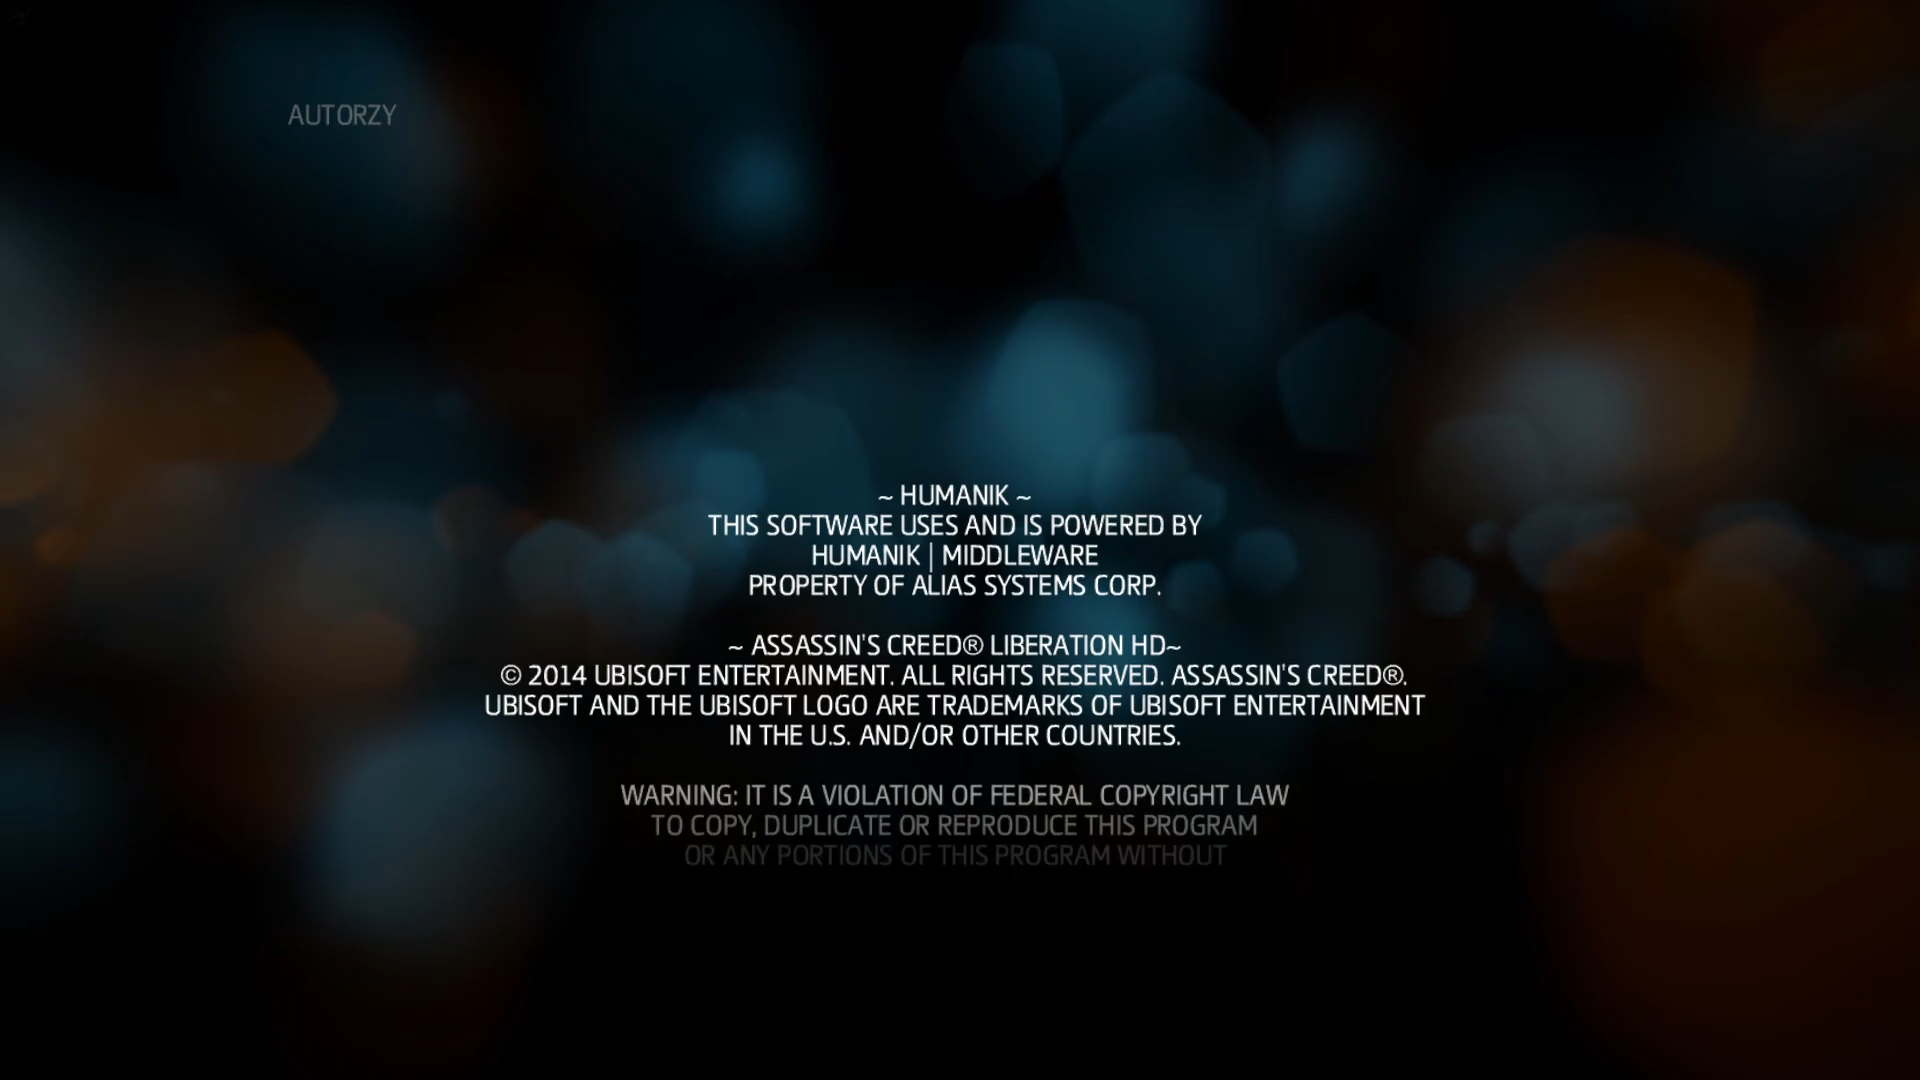 AUTORZY
~ HUMANIK ~
THIS SOFTWARE USES AND IS POWERED BY
HUMANIK | MIDDLEWARE
PROPERTY OF ALIAS SYSTEMS CORP.
~ ASSASSIN'S CREED® LIBERATION HD~
© 2014 UBISOFT ENTERTAINMENT. ALL RIGHTS RESERVED. ASSASSIN'S CREED®.
UBISOFT AND THE UBISOFT LOGO ARE TRADEMARKS OF UBISOFT ENTERTAINMENT
IN THE U.S. AND/OR OTHER COUNTRIES.
WARNING: IT IS A VIOLATION OF FEDERAL COPYRIGHT LAW
TO COPY, DUPLICATE OR REPRODUCE THIS PROGRAM
OR ANY PORTIONS OF THIS PROGRAM WITHOUT